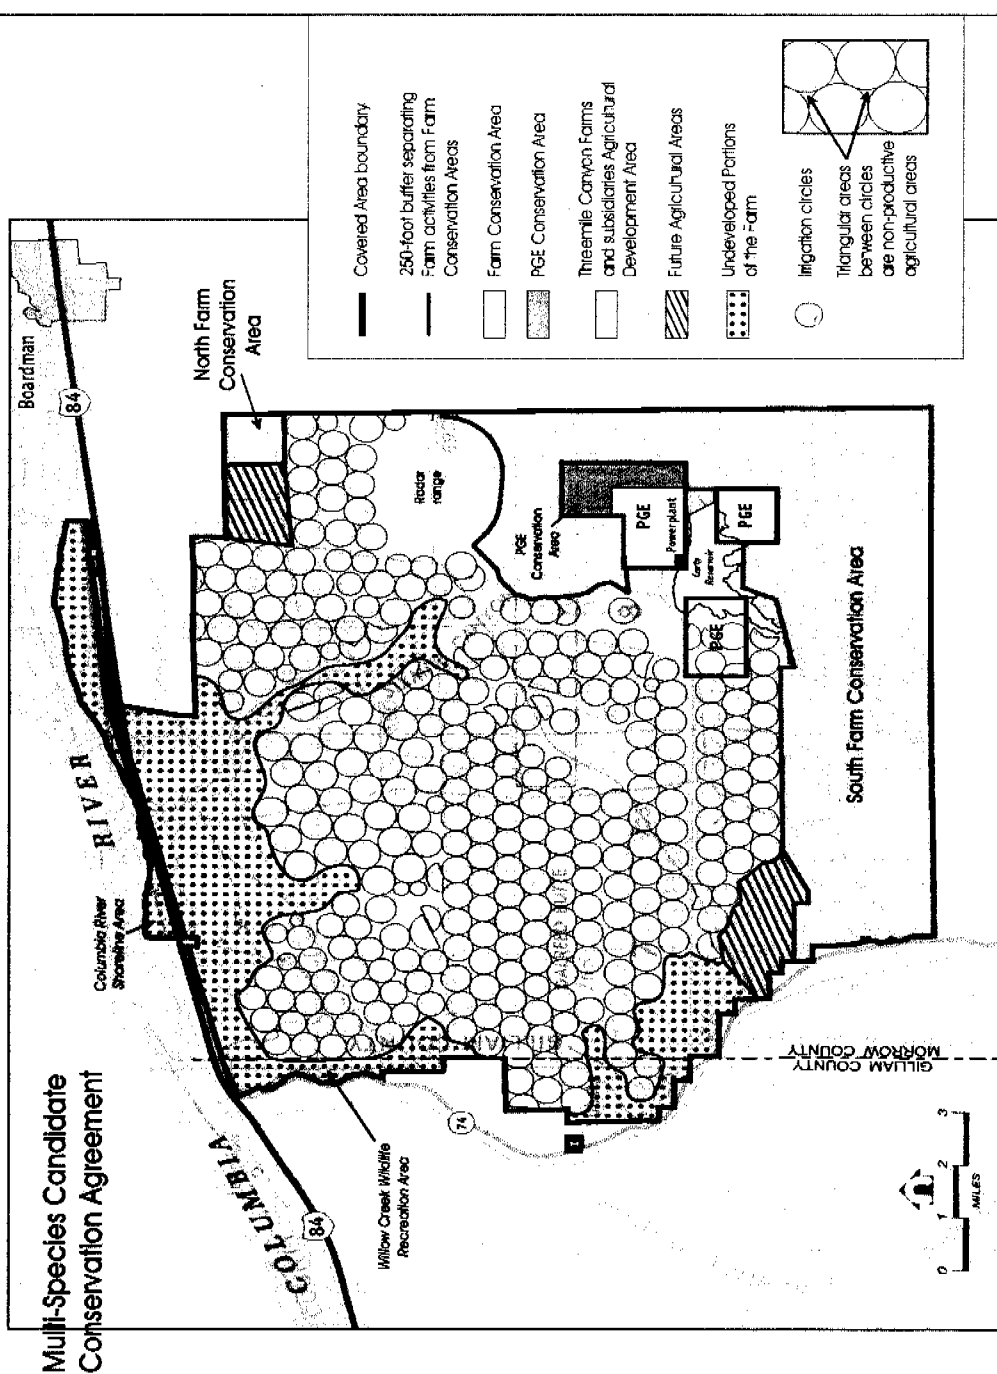 Multi-Species Candidate
Conservation Agreement
Boardman
84
North Farm
Conservation
Area
RIVER
Columbia River
Shoreline Area
COLUMBIA
84
Willow Creek Wildlife
Recreation Area
74
Radar
range
PGE
Conservation
Area
PGE
Powerplant
Carty
Reservoir
PGE
PGE
South Farm Conservation Area
GILLIAM COUNTY
MORROW COUNTY
0 1 2 3
MILES
Covered Area boundary
250-foot buffer separating
Farm activities from Farm
Conservation Areas
Farm Conservation Area
PGE Conservation Area
Threemile Canyon Farms
and subsidiaries Agricultural
Development Area
Future Agricultural Areas
Undeveloped Portions
of the Farm
Irrigation circles
Triangular areas
between circles
are non-productive
agricultural areas